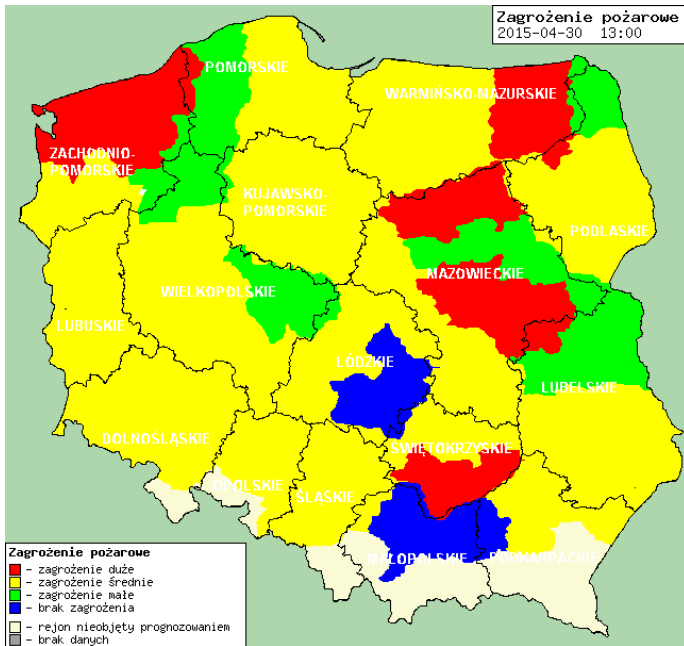 Zagrożenie pożarowe
2015-04-30 13:00
POMORSKIE
WARMINSKO-MAZURSKIE
ZACHODNIO-
POMORSKIE
KUJAWSKO-
POMORSKIE
PODLASKIE
MAZOWIECKIE
WIELKOPOLSKIE
LUBUSKIE
ŁÓDZKIE
LUBELSKIE
DOLNOŚLĄSKIE
ŚWIĘTOKRZYSKIE
OPOLSKIE
ŚLĄSKIE
MAŁOPOLSKIE
PODKARPACKIE
Zagrożenie pożarowe
- zagrożenie duże
- zagrożenie średnie
- zagrożenie małe
- brak zagrożenia
- rejon nieobjęty prognozowaniem
- brak danych